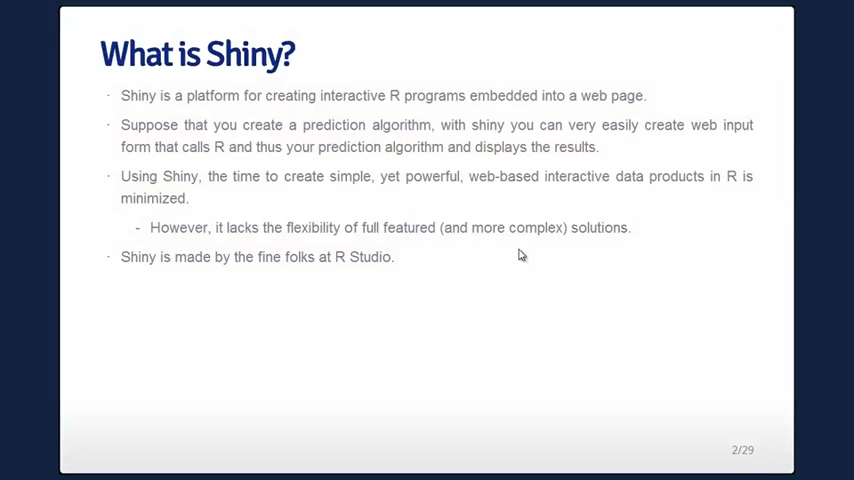 What is Shiny?
· Shiny is a platform for creating interactive R programs embedded into a web page.
· Suppose that you create a prediction algorithm, with shiny you can very easily create web input
form that calls R and thus your prediction algorithm and displays the results.
· Using Shiny, the time to create simple, yet powerful, web-based interactive data products in R is
minimized.
- However, it lacks the flexibility of full featured (and more complex) solutions.
· Shiny is made by the fine folks at R Studio.
2/29